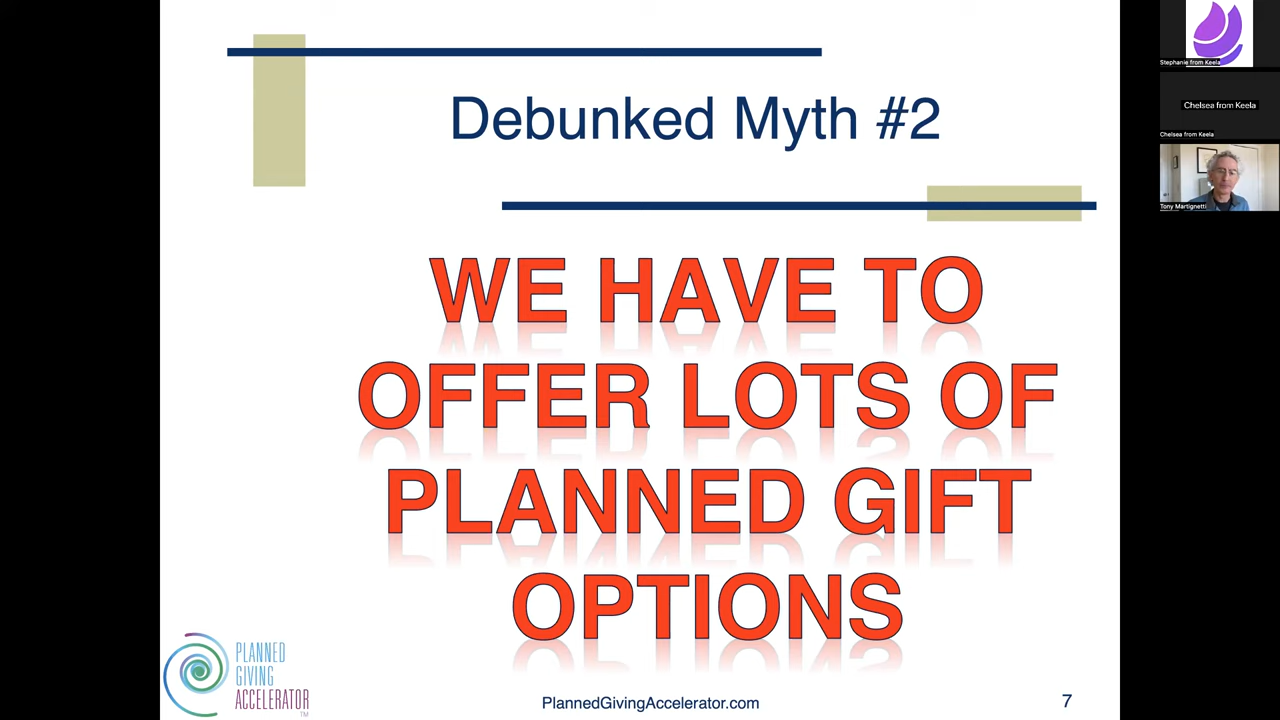 Debunked Myth #2
WE HAVE TO
OFFER LOTS OF
PLANNED GIFT
OPTIONS
PLANNED
GIVING
ACCELERATOR
TM
PlannedGivingAccelerator.com
7
Stephanie from Keela
Chelsea from Keela
Chelsea from Keela
Tony Martignetti